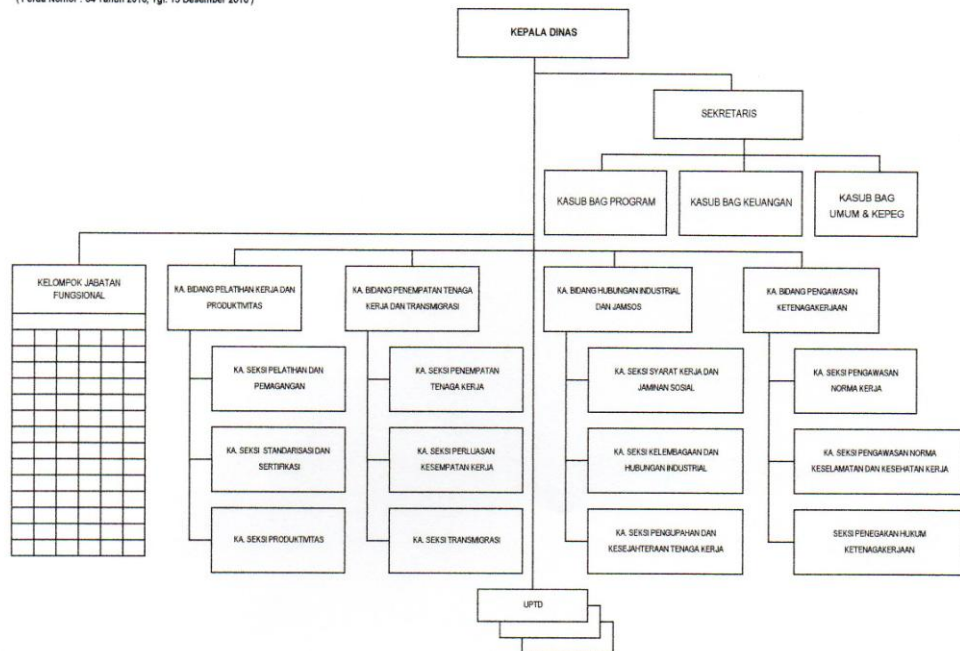 KEPALA DINAS
SEKRETARIS
KASUB BAG PROGRAM
KASUB BAG KEUANGAN
KASUB BAG
UMUM & KEPEG
KELOMPOK JABATAN
FUNGSIONAL
KA. BIDANG PELATIHAN KERJA DAN
PRODUKTIVITAS
KA. BIDANG PENEMPATAN TENAGA
KERJA DAN TRANSMIGRASI
KA. BIDANG HUBUNGAN INDUSTRIAL
DAN JAMSOS
KA. BIDANG PENGAWASAN
KETENAGAKERJAAN
KA. SEKSI PELATIHAN DAN
PEMAGANGAN
KA. SEKSI PENEMPATAN
TENAGA KERJA
KA. SEKSI SYARAT KERJA DAN
JAMINAN SOSIAL
KA. SEKSI PENGAWASAN
NORMA KERJA
KA. SEKSI STANDARISASI DAN
SERTIFIKASI
KA. SEKSI PERLUASAN
KESEMPATAN KERJA
KA. SEKSI KELEMBAGAAN DAN
HUBUNGAN INDUSTRIAL
KA. SEKSI PENGAWASAN NORMA
KESELAMATAN DAN KESEHATAN KERJA
KA. SEKSI PRODUKTIVITAS
KA. SEKSI TRANSMIGRASI
KA. SEKSI PENGUPAHAN DAN
KESEJAHTERAAN TENAGA KERJA
SEKSI PENEGAKAN HUKUM
KETENAGAKERJAAN
UPTD